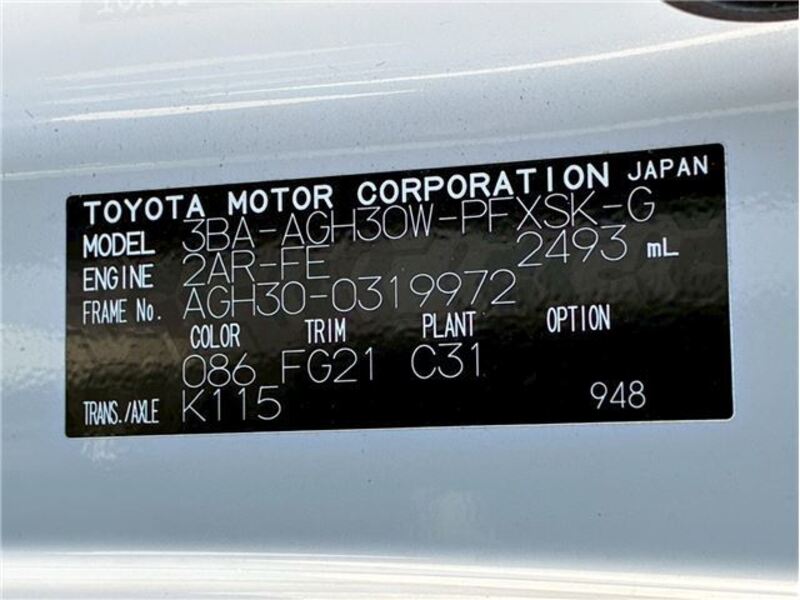 TOYOTA MOTOR CORPORATION JAPAN
MODEL 3BA-AGH30W-PFXSK-G
ENGINE 2AR-FE 2493 mL
FRAME No. AGH30-0319972
COLOR TRIM PLANT OPTION
086 FG21 C31
TRANS./AXLE K115 948